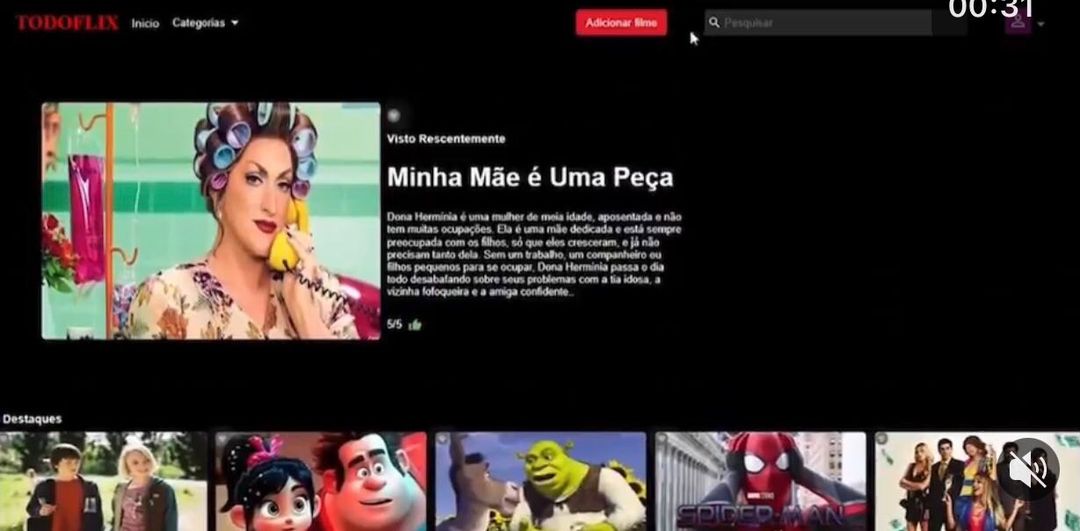 00:31
TODOFLIX Inicio Categorias Adicionar filme Pesquisar
Visto Rescentemente
Minha Mãe é Uma Peça
Dona Hermínia é uma mulher de meia idade, aposentada e não
tem muitas ocupações. Ela é uma mãe dedicada e está sempre
preocupada com os filhos, só que eles cresceram, e já não
precisam tanto dela. Sem um trabalho, um companheiro ou
filhos pequenos para se ocupar, Dona Hermínia passa o dia
todo desabafando sobre seus problemas com a tia idosa, a
vizinha fofoqueira e a amiga confidente..
5/5
Destaques
SPIDER-MAN